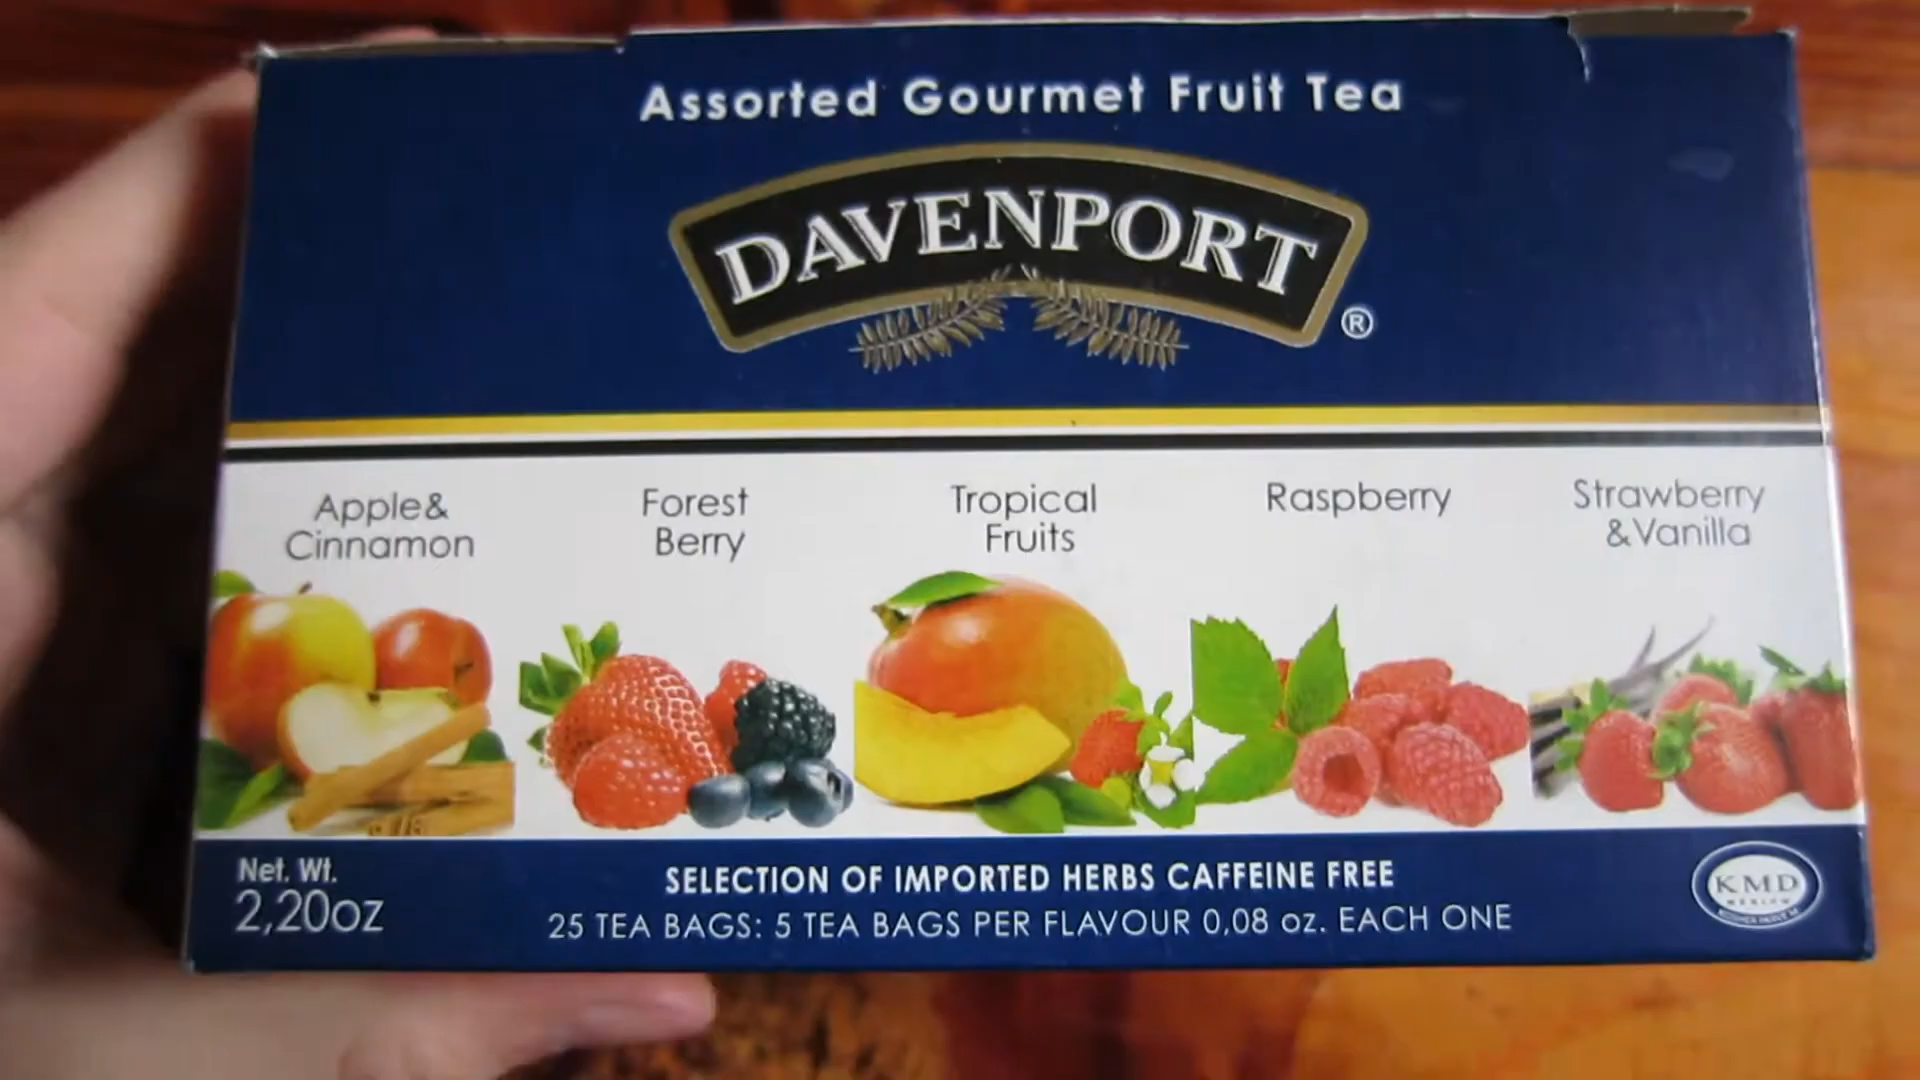 Assorted Gourmet Fruit Tea
DAVENPORT
®
Apple&
Cinnamon
Forest
Berry
Tropical
Fruits
Raspberry
Strawberry
&Vanilla
Net. Wt.
2,20oz
SELECTION OF IMPORTED HERBS CAFFEINE FREE
25 TEA BAGS: 5 TEA BAGS PER FLAVOUR 0,08 oz. EACH ONE
KMD